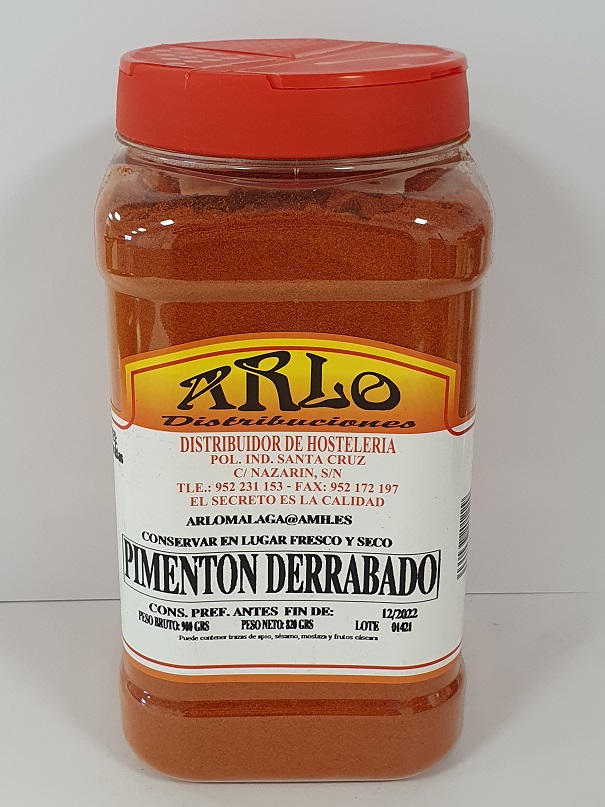 ARLO
Distribuciones
DISTRIBUIDOR DE HOSTELERIA
POL. IND. SANTA CRUZ
C/ NAZARIN, S/N
TLE.: 952 231 153 - FAX: 952 172 197
EL SECRETO ES LA CALIDAD
ARLOMALAGA@AMH.ES
CONSERVAR EN LUGAR FRESCO Y SECO
PIMENTON DERRABADO
CONS. PREF. ANTES FIN DE: 12/2022
PESO BRUTO: 900 GRS PESO NETO: 820 GRS LOTE 01421
Puede contener trazas de apio, sésamo, mostaza y frutos cáscara